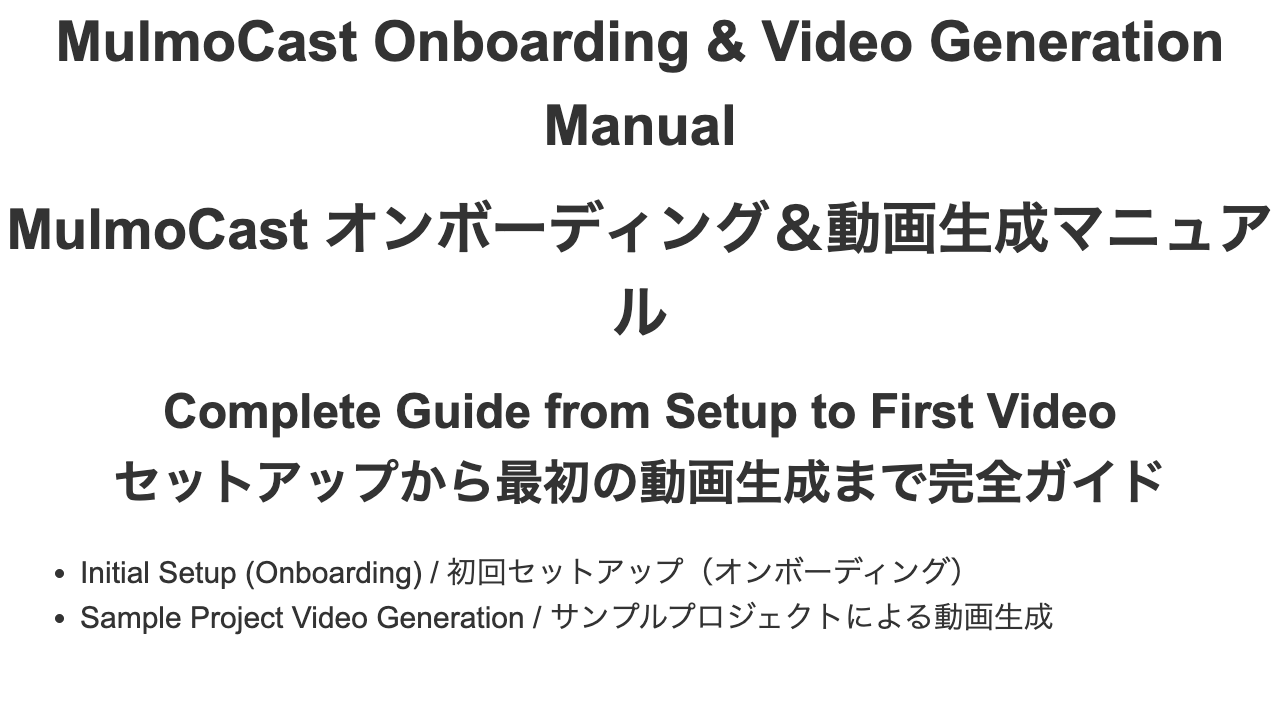 MulmoCast Onboarding & Video Generation
Manual
MulmoCast オンボーディング＆動画生成マニュア
ル
Complete Guide from Setup to First Video
セットアップから最初の動画生成まで完全ガイド
• Initial Setup (Onboarding) / 初回セットアップ（オンボーディング）
• Sample Project Video Generation / サンプルプロジェクトによる動画生成